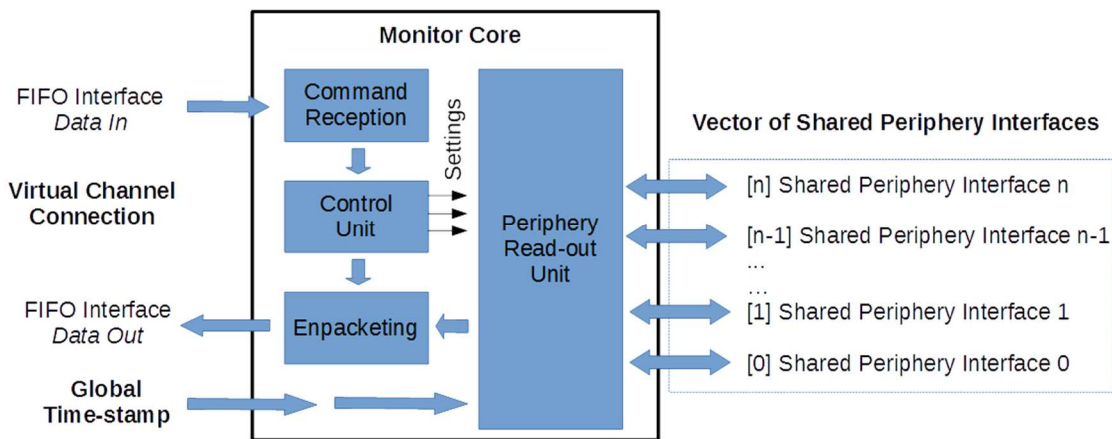 Monitor Core
FIFO Interface
Data In
Command
Reception
Settings
Vector of Shared Periphery Interfaces
Virtual Channel
Connection
Control
Unit
Periphery
Read-out
Unit
[n] Shared Periphery Interface n
[n-1] Shared Periphery Interface n-1
...
...
[1] Shared Periphery Interface 1
[0] Shared Periphery Interface 0
FIFO Interface
Data Out
Enpacketing
Global
Time-stamp